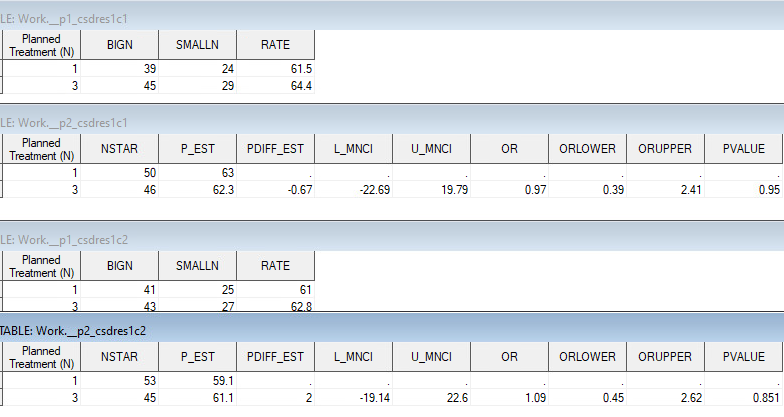 LE: Work.__p1_csdres1c1
Planned Treatment (N) BIGN SMALLN RATE
1 39 24 61.5
3 45 29 64.4
LE: Work.__p2_csdres1c1
Planned Treatment (N) NSTAR P_EST PDIFF_EST L_MNCI U_MNCI OR ORLOWER ORUPPER PVALUE
1 50 63 . . . . . . .
3 46 62.3 -0.67 -22.69 19.79 0.97 0.39 2.41 0.95
LE: Work.__p1_csdres1c2
Planned Treatment (N) BIGN SMALLN RATE
1 41 25 61
3 43 27 62.8
TABLE: Work.__p2_csdres1c2
Planned Treatment (N) NSTAR P_EST PDIFF_EST L_MNCI U_MNCI OR ORLOWER ORUPPER PVALUE
1 53 59.1 . . . . . . .
3 45 61.1 2 -19.14 22.6 1.09 0.45 2.62 0.851